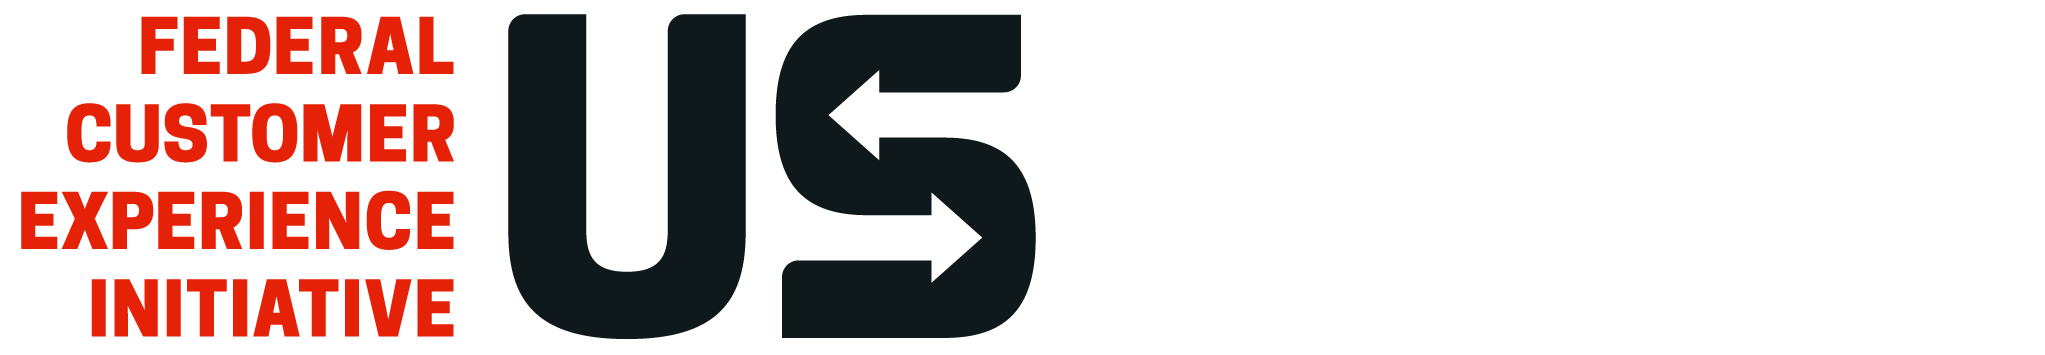 FEDERAL
CUSTOMER
EXPERIENCE
INITIATIVE
US